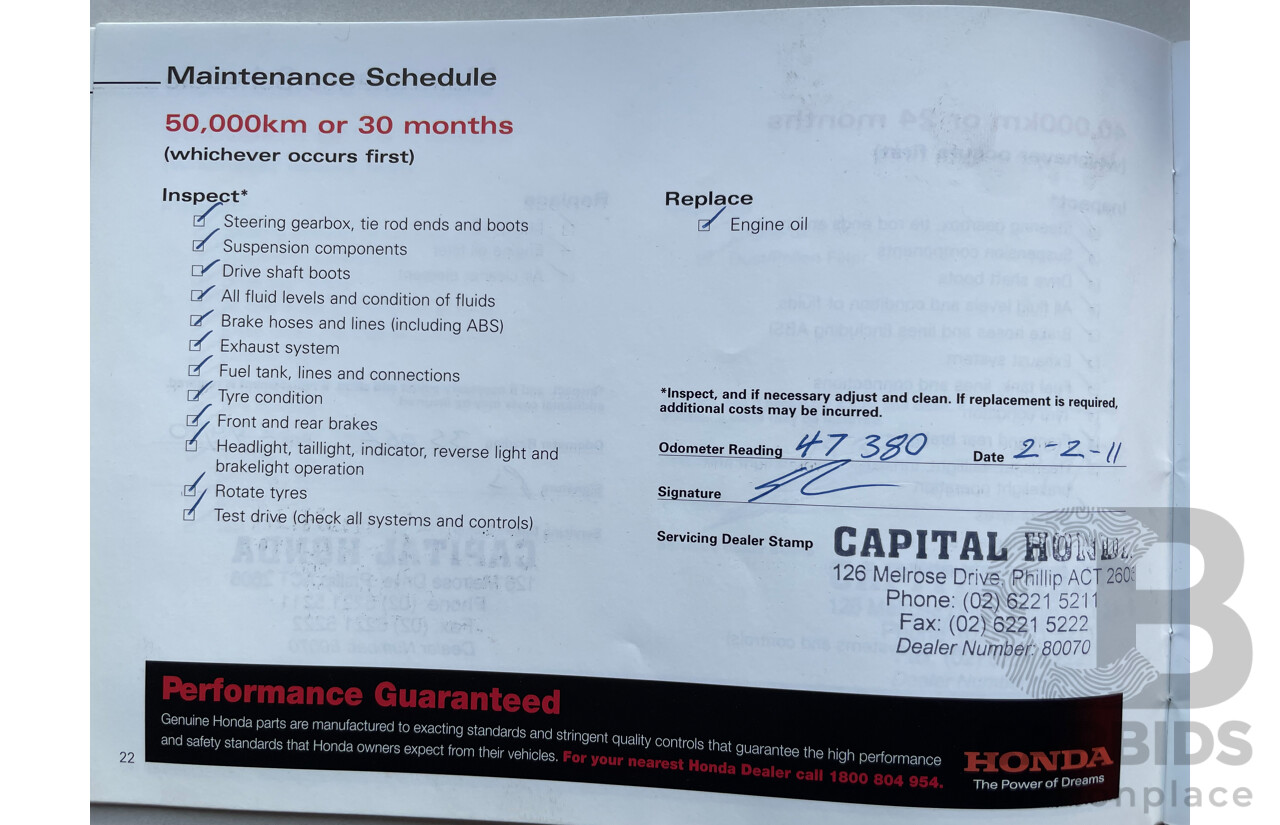 Maintenance Schedule
50,000km or 30 months
(whichever occurs first)
Inspect*
Steering gearbox, tie rod ends and boots
Suspension components
Drive shaft boots
All fluid levels and condition of fluids
Brake hoses and lines (including ABS)
Exhaust system
Fuel tank, lines and connections
Tyre condition
Front and rear brakes
Headlight, taillight, indicator, reverse light and
brakelight operation
Rotate tyres
Test drive (check all systems and controls)
Replace
Engine oil
*Inspect, and if necessary adjust and clean. If replacement is required,
additional costs may be incurred.
Odometer Reading 47 380 Date 2-2-11
Signature
Servicing Dealer Stamp
CAPITAL HONDA
126 Melrose Drive, Phillip ACT 2606
Phone: (02) 6221 5211
Fax: (02) 6221 5222
Dealer Number: 80070
Performance Guaranteed
Genuine Honda parts are manufactured to exacting standards and stringent quality controls that guarantee the high performance
and safety standards that Honda owners expect from their vehicles. For your nearest Honda Dealer call 1800 804 954.
HONDA
The Power of Dreams
22
B
BIDS
nplace